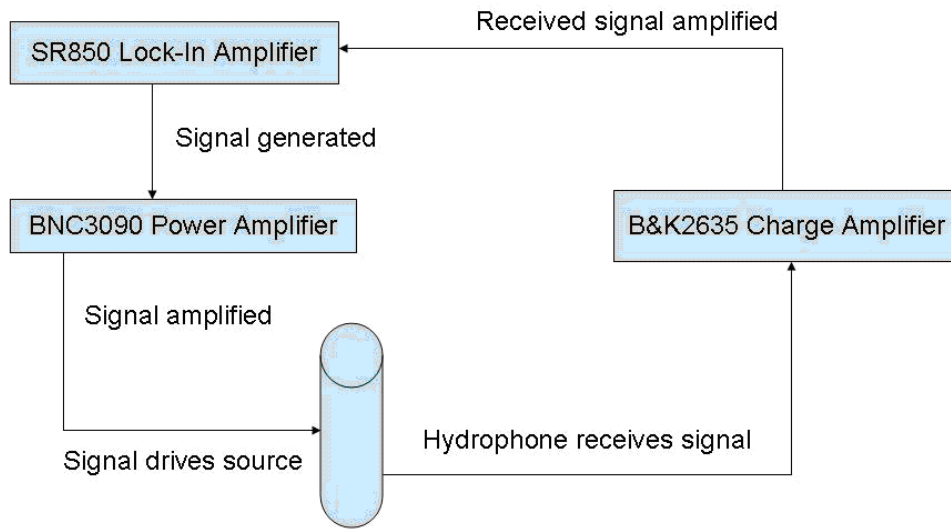 Received signal amplified
SR850 Lock-In Amplifier
Signal generated
BNC3090 Power Amplifier
B&K2635 Charge Amplifier
Signal amplified
Hydrophone receives signal
Signal drives source